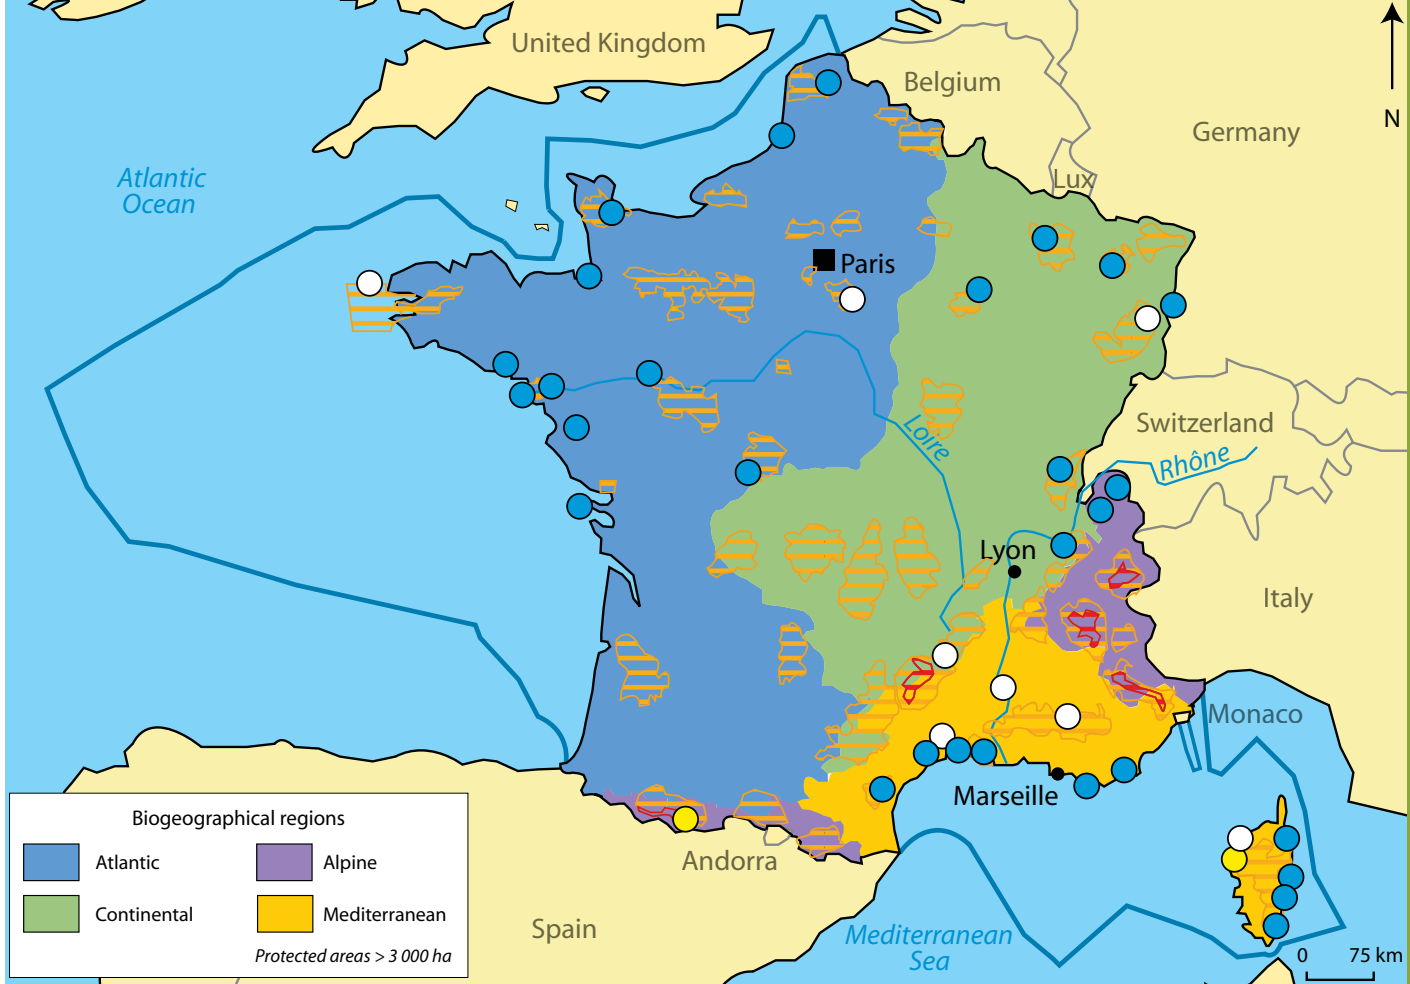 United Kingdom
Belgium
N
Germany
Atlantic
Ocean
Lux
Paris
Switzerland
Loire
Rhône
Lyon
Italy
Monaco
Marseille
Biogeographical regions
Atlantic
Alpine
Continental
Mediterranean
Protected areas > 3 000 ha
Andorra
Spain
Mediterranean
Sea
0 75 km